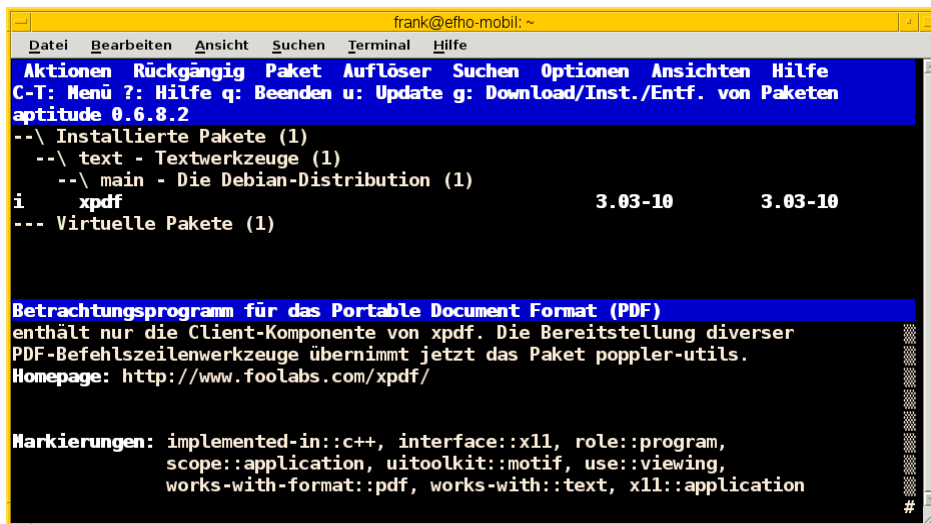 frank@efho-mobil: ~
Datei Bearbeiten Ansicht Suchen Terminal Hilfe
Aktionen Rückgängig Paket Auflöser Suchen Optionen Ansichten Hilfe
C-T: Menü ?: Hilfe q: Beenden u: Update g: Download/Inst./Entf. von Paketen
aptitude 0.6.8.2
--\ Installierte Pakete (1)
--\ text - Textwerkzeuge (1)
--\ main - Die Debian-Distribution (1)
i xpdf 3.03-10 3.03-10
--- Virtuelle Pakete (1)
Betrachtungsprogramm für das Portable Document Format (PDF)
enthält nur die Client-Komponente von xpdf. Die Bereitstellung diverser
PDF-Befehlszeilenwerkzeuge übernimmt jetzt das Paket poppler-utils.
Homepage: http://www.foolabs.com/xpdf/
Markierungen: implemented-in::c++, interface::x11, role::program,
scope::application, uitoolkit::motif, use::viewing,
works-with-format::pdf, works-with::text, x11::application
#